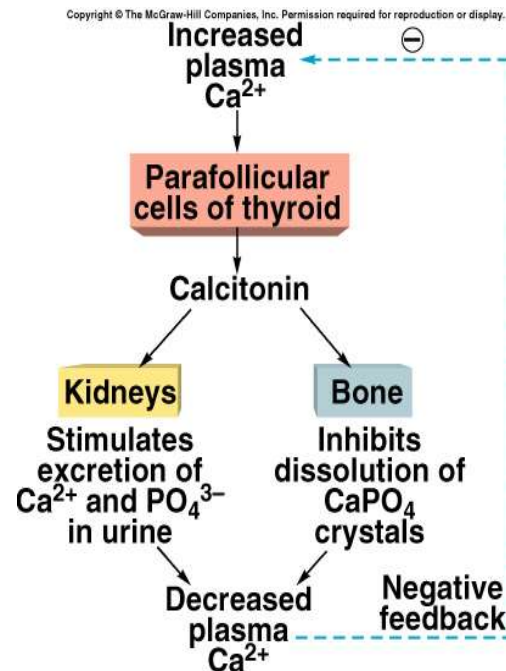 Copyright © The McGraw-Hill Companies, Inc. Permission required for reproduction or display.
Increased
plasma
Ca²⁺
⊖
Parafollicular
cells of thyroid
Calcitonin
Kidneys
Stimulates
excretion of
Ca²⁺ and PO₄³⁻
in urine
Bone
Inhibits
dissolution of
CaPO₄
crystals
Decreased
plasma
Ca²⁺
Negative
feedback